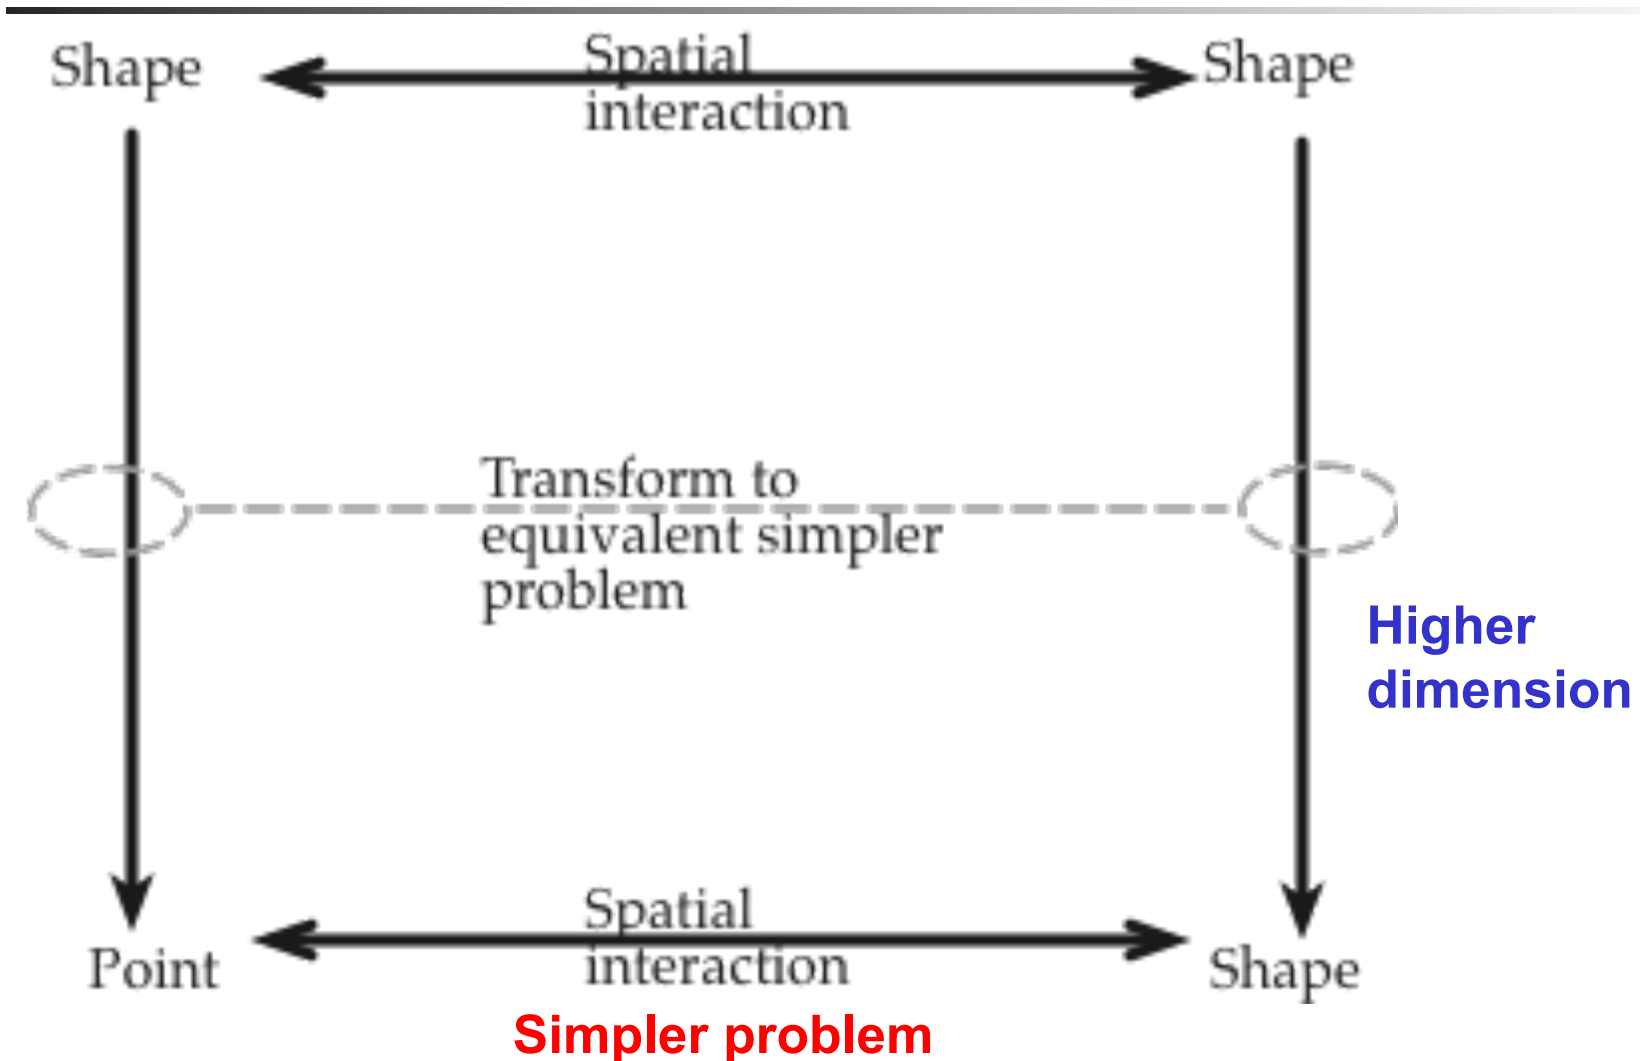 Shape
Spatial
interaction
Shape
Transform to
equivalent simpler
problem
Higher
dimension
Point
Spatial
interaction
Shape
Simpler problem